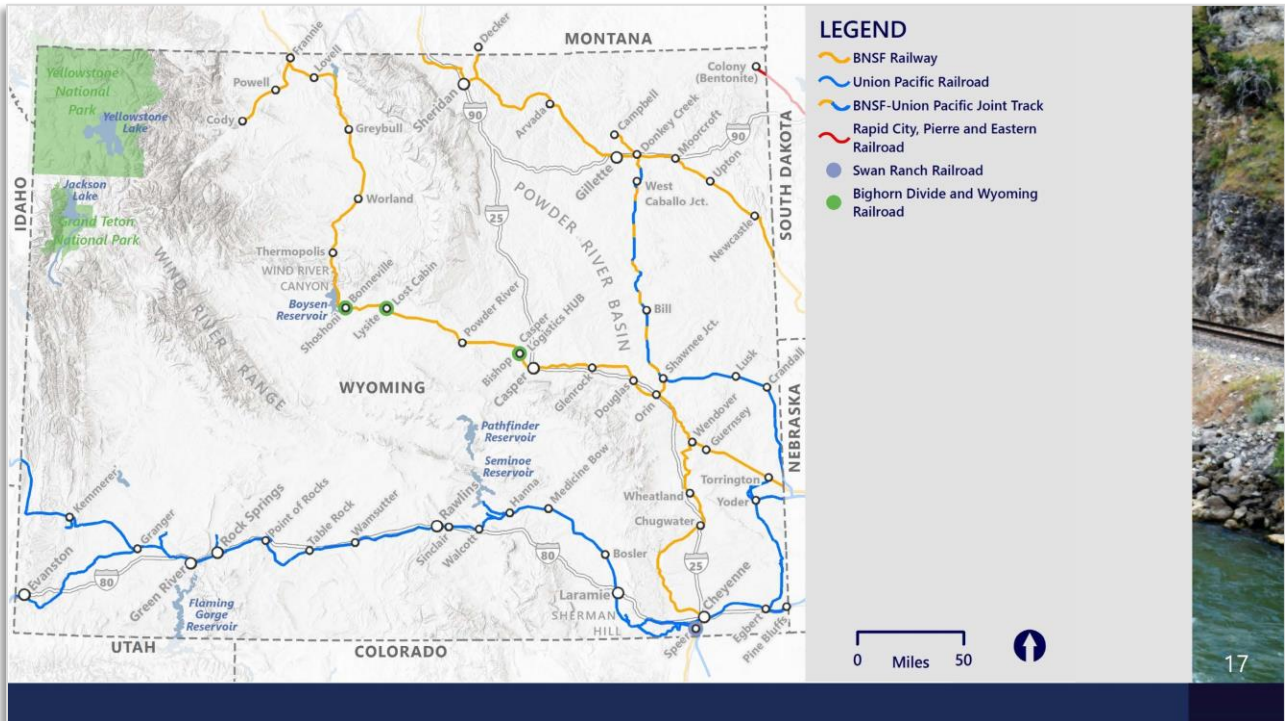 MONTANA
Decker
Frannie
Lovell
Powell
Cody
Greybull
Worland
Thermopolis
WIND RIVER
CANYON
Boysen
Reservoir
Shoshoni
Bonneville
Lysite
Lost Cabin
Powder River
Bishop
Casper
Logistics HUB
Casper
Glenrock
Douglas
Orin
Shawnee Jct.
Lusk
Crandall
Yellowstone
National
Park
Yellowstone
Lake
Jackson
Lake
Grand Teton
National Park
IDAHO
WIND RIVER
RANGE
WYOMING
Sheridan
90
Arvada
Campbell
Donkey Creek
Moorcroft
90
Gillette
Upton
West
Caballo Jct.
Newcastle
Colony
(Bentonite)
SOUTH DAKOTA
25
POWDER RIVER
BASIN
Bill
Wendover
Guernsey
NEBRASKA
Torrington
Yoder
Wheatland
Chugwater
25
Pathfinder
Reservoir
Seminoe
Reservoir
Kemmerer
Granger
Evanston
80
Green River
Rock Springs
Point of Rocks
Table Rock
Wamsutter
Rawlins
Sinclair
Walcott
Hanna
Medicine Bow
80
Bosler
Laramie
SHERMAN
HILL
Cheyenne
Speer
Egbert
Pine Bluffs
Flaming
Gorge
Reservoir
UTAH
COLORADO
LEGEND
BNSF Railway
Union Pacific Railroad
BNSF-Union Pacific Joint Track
Rapid City, Pierre and Eastern
Railroad
Swan Ranch Railroad
Bighorn Divide and Wyoming
Railroad
0 Miles 50
17